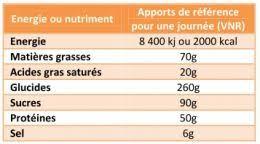 Energie ou nutriment Apports de référence
pour une journée (VNR)
Energie 8 400 kj ou 2000 kcal
Matières grasses 70g
Acides gras saturés 20g
Glucides 260g
Sucres 90g
Protéines 50g
Sel 6g